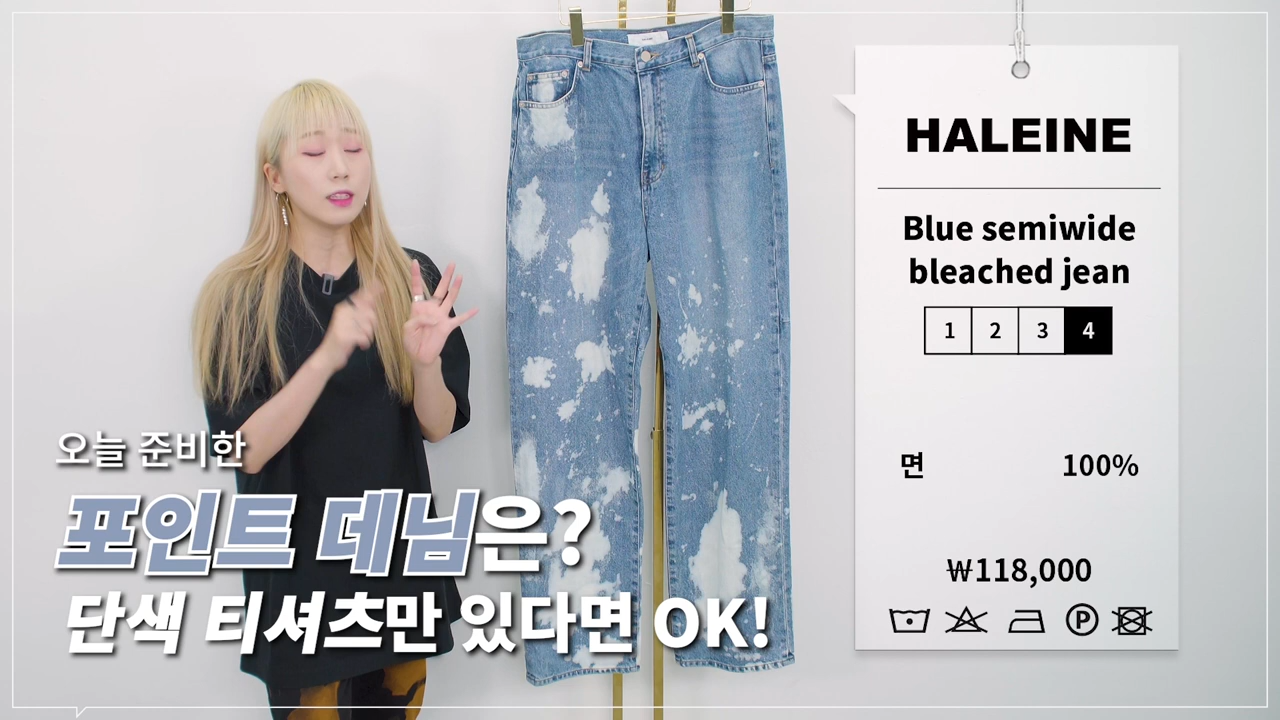 오늘 준비한
포인트 데님은?
단색 티셔츠만 있다면 OK!
HALEINE
Blue semiwide
bleached jean
1 2 3 4
면 100%
₩118,000
P